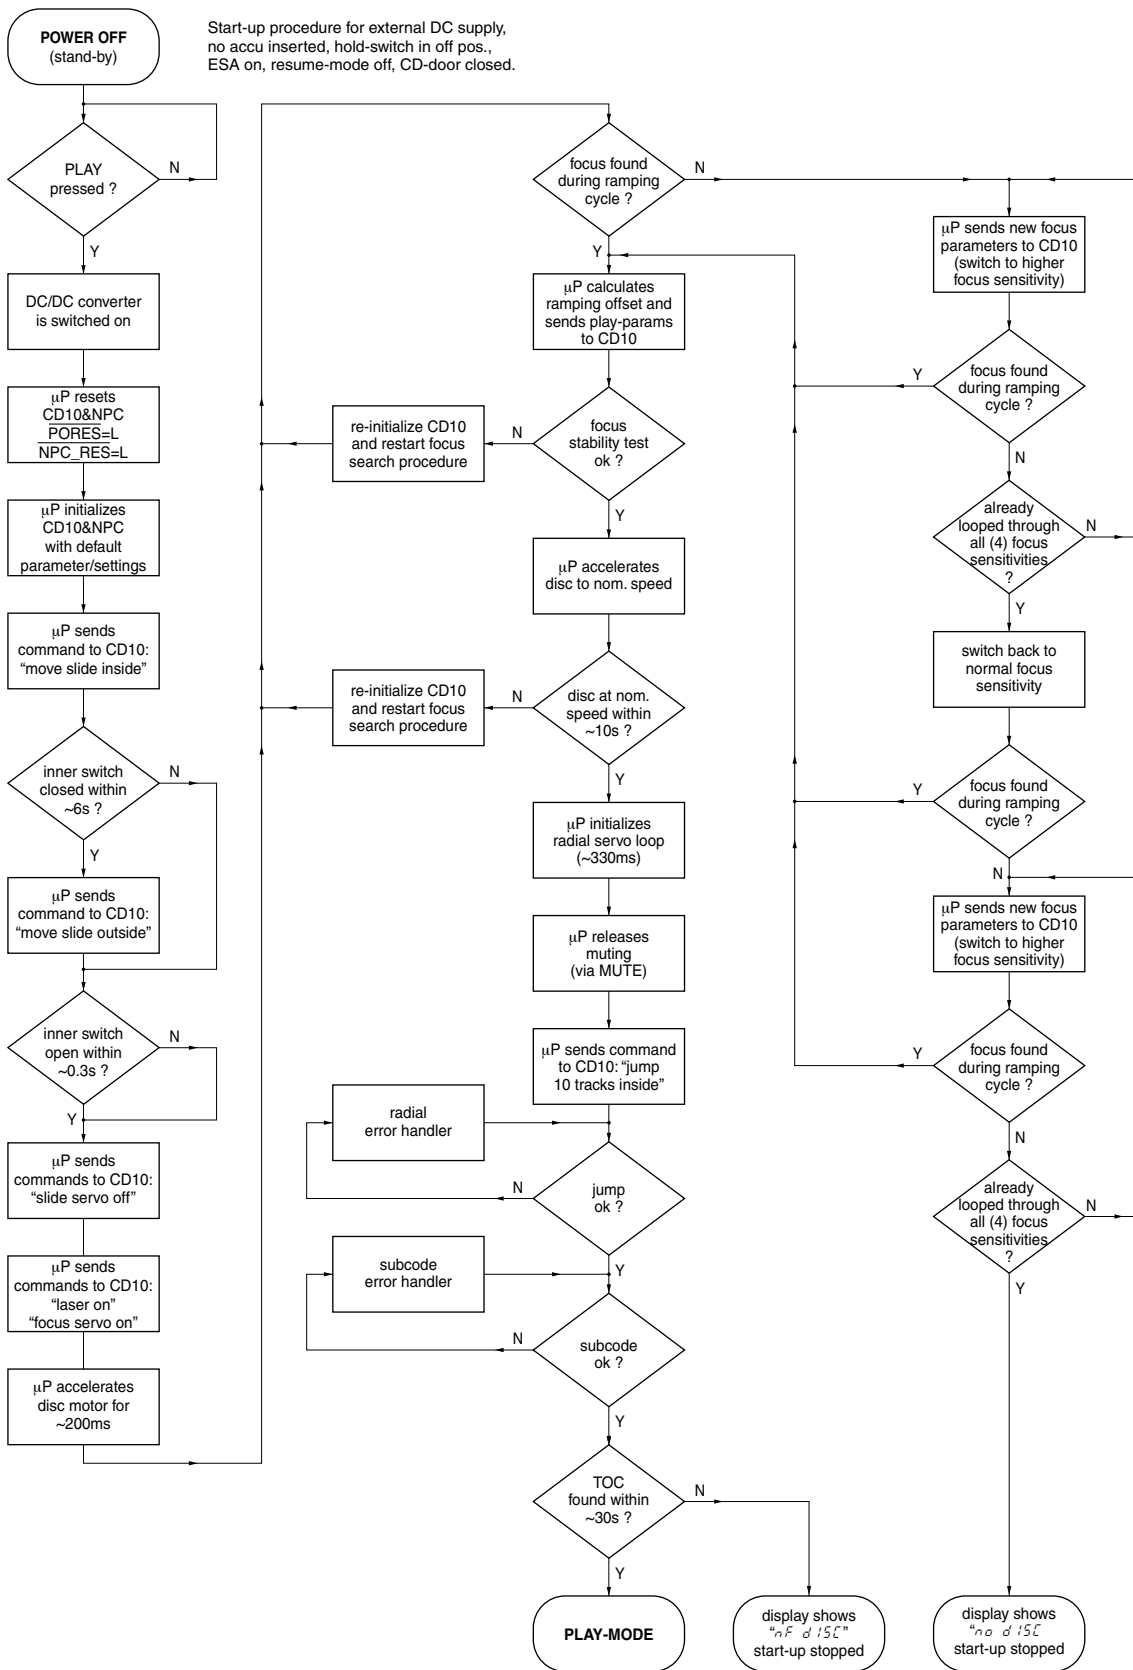 POWER OFF
(stand-by)
Start-up procedure for external DC supply,
no accu inserted, hold-switch in off pos.,
ESA on, resume-mode off, CD-door closed.
PLAY
pressed ?
N
Y
DC/DC converter
is switched on
µP resets
CD10&NPC
PORES=L
NPC_RES=L
µP initializes
CD10&NPC
with default
parameter/settings
µP sends
command to CD10:
“move slide inside”
inner switch
closed within
~6s ?
N
Y
µP sends
command to CD10:
“move slide outside”
inner switch
open within
~0.3s ?
N
Y
µP sends
commands to CD10:
“slide servo off”
µP sends
commands to CD10:
“laser on”
“focus servo on”
µP accelerates
disc motor for
~200ms
focus found
during ramping
cycle ?
N
Y
µP calculates
ramping offset and
sends play-params
to CD10
focus
stability test
ok ?
N
re-initialize CD10
and restart focus
search procedure
Y
µP accelerates
disc to nom. speed
disc at nom.
speed within
~10s ?
N
re-initialize CD10
and restart focus
search procedure
Y
µP initializes
radial servo loop
(~330ms)
µP releases
muting
(via MUTE)
µP sends command
to CD10: “jump
10 tracks inside”
radial
error handler
jump
ok ?
N
Y
subcode
error handler
subcode
ok ?
N
Y
TOC
found within
~30s ?
N
Y
PLAY-MODE
display shows
“nF dISC”
start-up stopped
µP sends new focus
parameters to CD10
(switch to higher
focus sensitivity)
focus found
during ramping
cycle ?
Y
N
already
looped through
all (4) focus
sensitivities
?
N
Y
switch back to
normal focus
sensitivity
focus found
during ramping
cycle ?
Y
N
µP sends new focus
parameters to CD10
(switch to higher
focus sensitivity)
focus found
during ramping
cycle ?
Y
N
already
looped through
all (4) focus
sensitivities
?
N
Y
display shows
“no dISC
start-up stopped